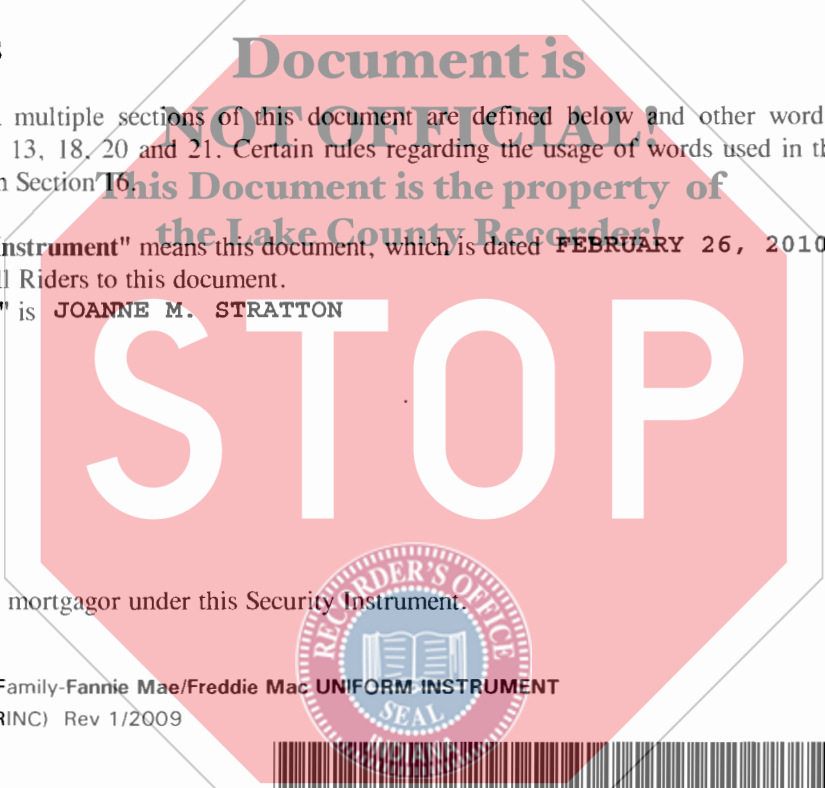 Document is
multiple sections of this document are defined below and other word
NOT OFFICIAL!
13, 18, 20 and 21. Certain rules regarding the usage of words used in th
n Section 16.
This Document is the property of
the Lake County Recorder!
nstrument" means this document, which is dated FEBRUARY 26, 2010
ll Riders to this document.
" is JOANNE M. STRATTON
STOP
mortgagor under this Security Instrument.
RECORDER'S OFFICE
SEAL
INDIANA
Family-Fannie Mae/Freddie Mac UNIFORM INSTRUMENT
RINC) Rev 1/2009